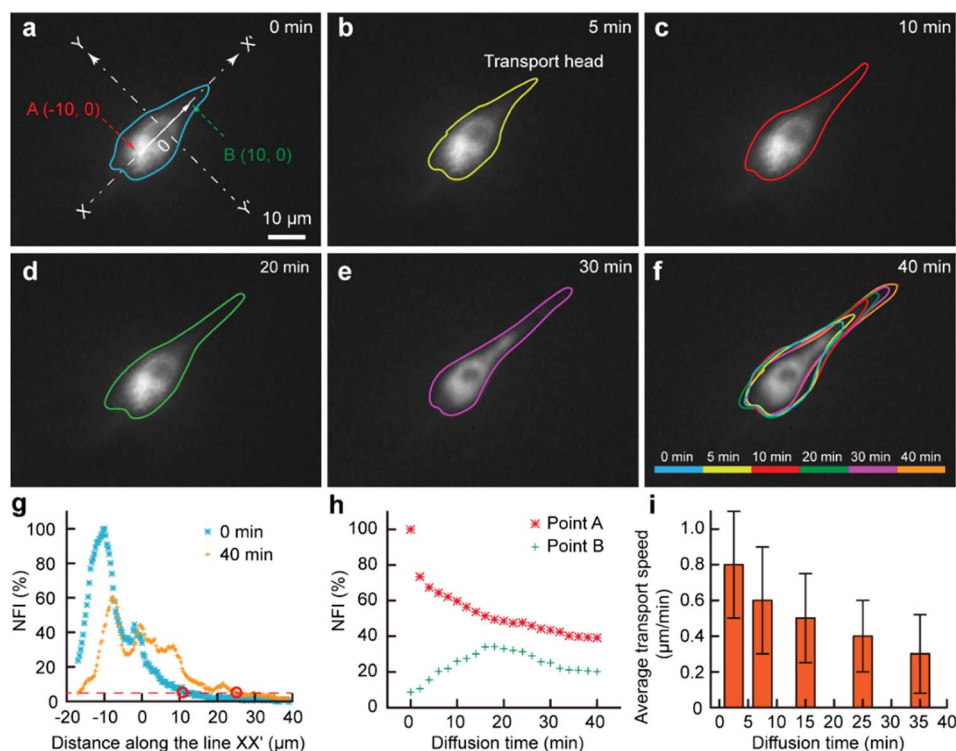 a 0 min
Y X'
A (-10, 0)
0
B (10, 0)
X Y'
10 µm
b 5 min
Transport head
c 10 min
d 20 min
e 30 min
f 40 min
0 min 5 min 10 min 20 min 30 min 40 min
g
NFI (%)
100
80
60
40
20
0
0 min
40 min
-20 -10 0 10 20 30 40
Distance along the line XX' (µm)
h
NFI (%)
100
80
60
40
20
0
Point A
Point B
0 10 20 30 40
Diffusion time (min)
i
Average transport speed
(µm/min)
1.0
0.8
0.6
0.4
0.2
0
0 5 10 15 20 25 30 35 40
Diffusion time (min)